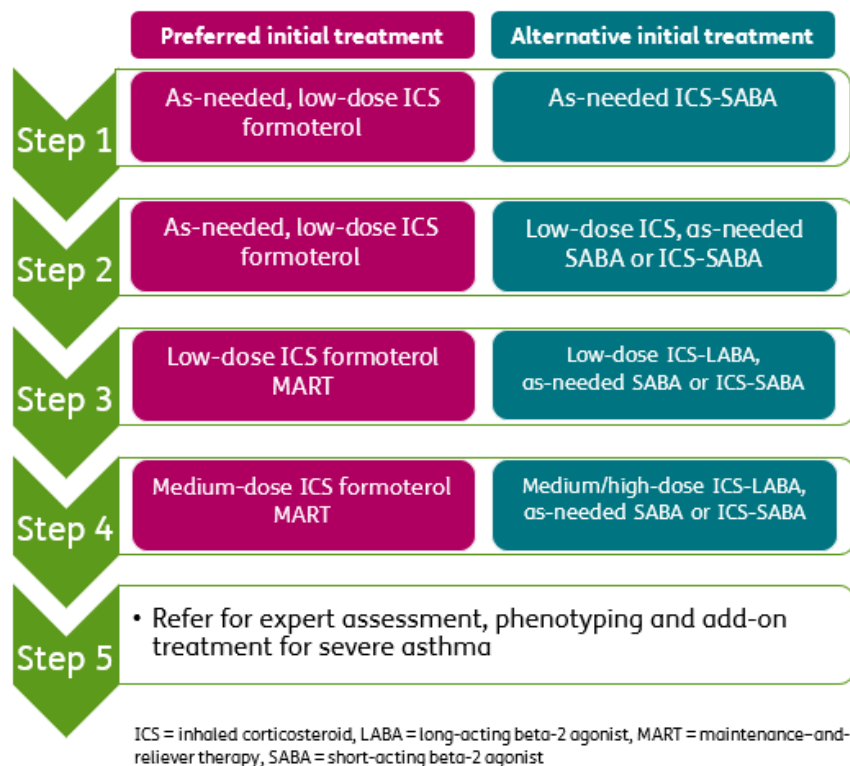 Preferred initial treatment
Alternative initial treatment
Step 1
As-needed, low-dose ICS
formoterol
As-needed ICS-SABA
Step 2
As-needed, low-dose ICS
formoterol
Low-dose ICS, as-needed
SABA or ICS-SABA
Step 3
Low-dose ICS formoterol
MART
Low-dose ICS-LABA,
as-needed SABA or ICS-SABA
Step 4
Medium-dose ICS formoterol
MART
Medium/high-dose ICS-LABA,
as-needed SABA or ICS-SABA
Step 5
• Refer for expert assessment, phenotyping and add-on
treatment for severe asthma
ICS = inhaled corticosteroid, LABA = long-acting beta-2 agonist, MART = maintenance-and-
reliever therapy, SABA = short-acting beta-2 agonist